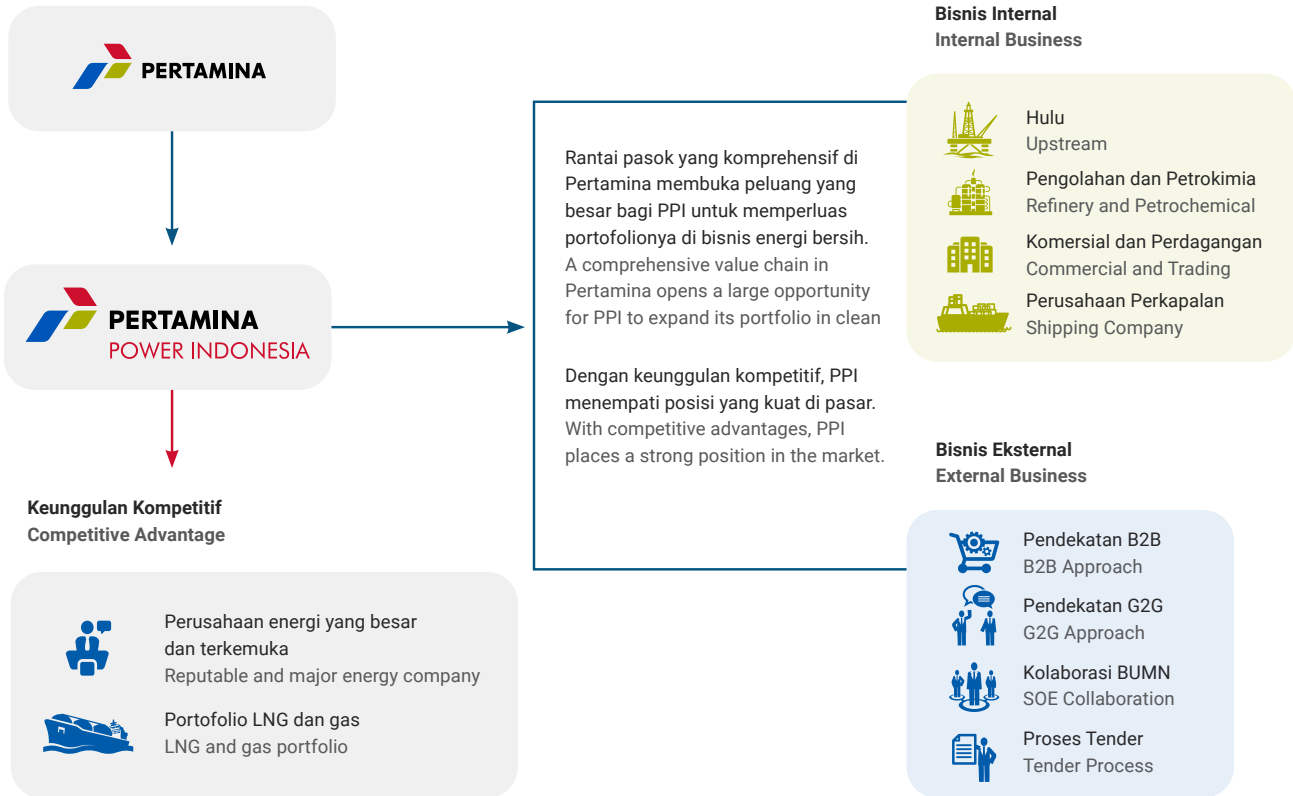 PERTAMINA
PERTAMINA
POWER INDONESIA
Keunggulan Kompetitif
Competitive Advantage
Perusahaan energi yang besar
dan terkemuka
Reputable and major energy company
Portofolio LNG dan gas
LNG and gas portfolio
Rantai pasok yang komprehensif di
Pertamina membuka peluang yang
besar bagi PPI untuk memperluas
portofolionya di bisnis energi bersih.
A comprehensive value chain in
Pertamina opens a large opportunity
for PPI to expand its portfolio in clean
Dengan keunggulan kompetitif, PPI
menempati posisi yang kuat di pasar.
With competitive advantages, PPI
places a strong position in the market.
Bisnis Internal
Internal Business
Hulu
Upstream
Pengolahan dan Petrokimia
Refinery and Petrochemical
Komersial dan Perdagangan
Commercial and Trading
Perusahaan Perkapalan
Shipping Company
Bisnis Eksternal
External Business
Pendekatan B2B
B2B Approach
Pendekatan G2G
G2G Approach
Kolaborasi BUMN
SOE Collaboration
Proses Tender
Tender Process